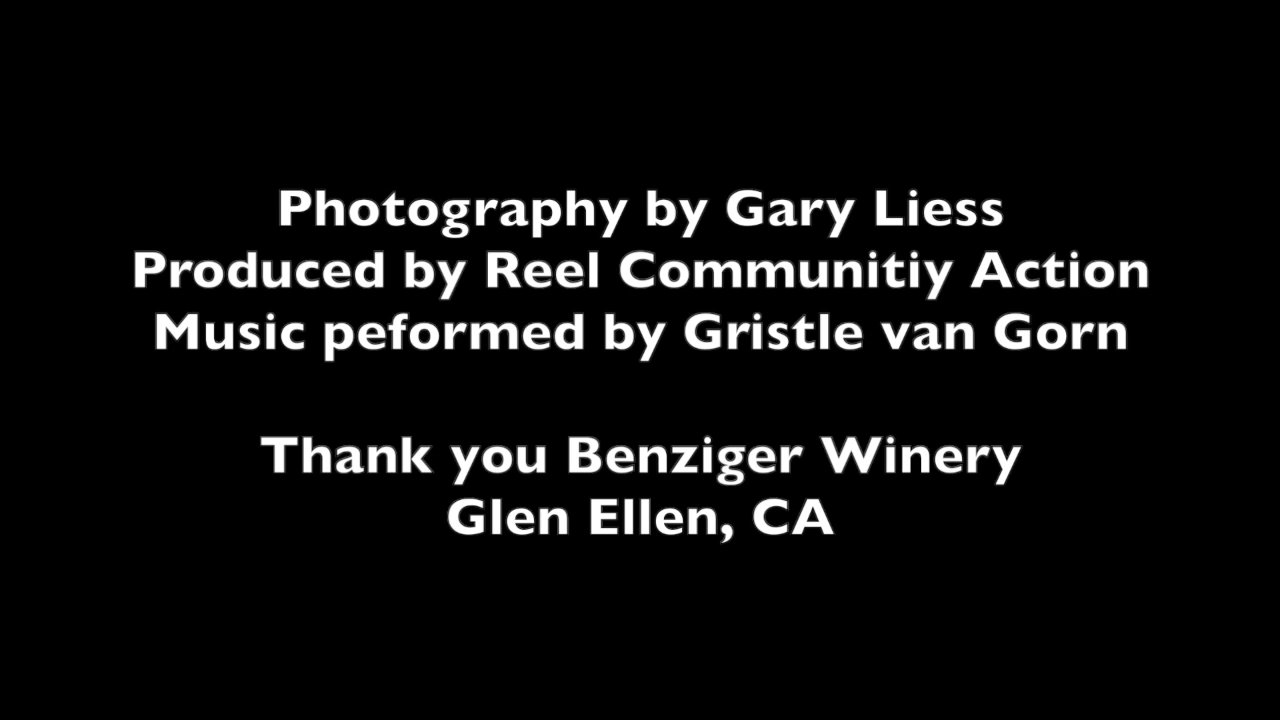 Photography by Gary Liess
Produced by Reel Communitiy Action
Music peformed by Gristle van Gorn
Thank you Benziger Winery
Glen Ellen, CA